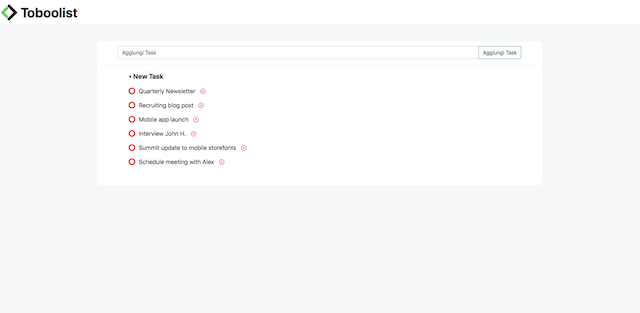 Toboolist
Aggiungi Task
Aggiungi Task
• New Task
Quarterly Newsletter
Recruiting blog post
Mobile app launch
Interview John H.
Summit update to mobile storefonts
Schedule meeting with Alex